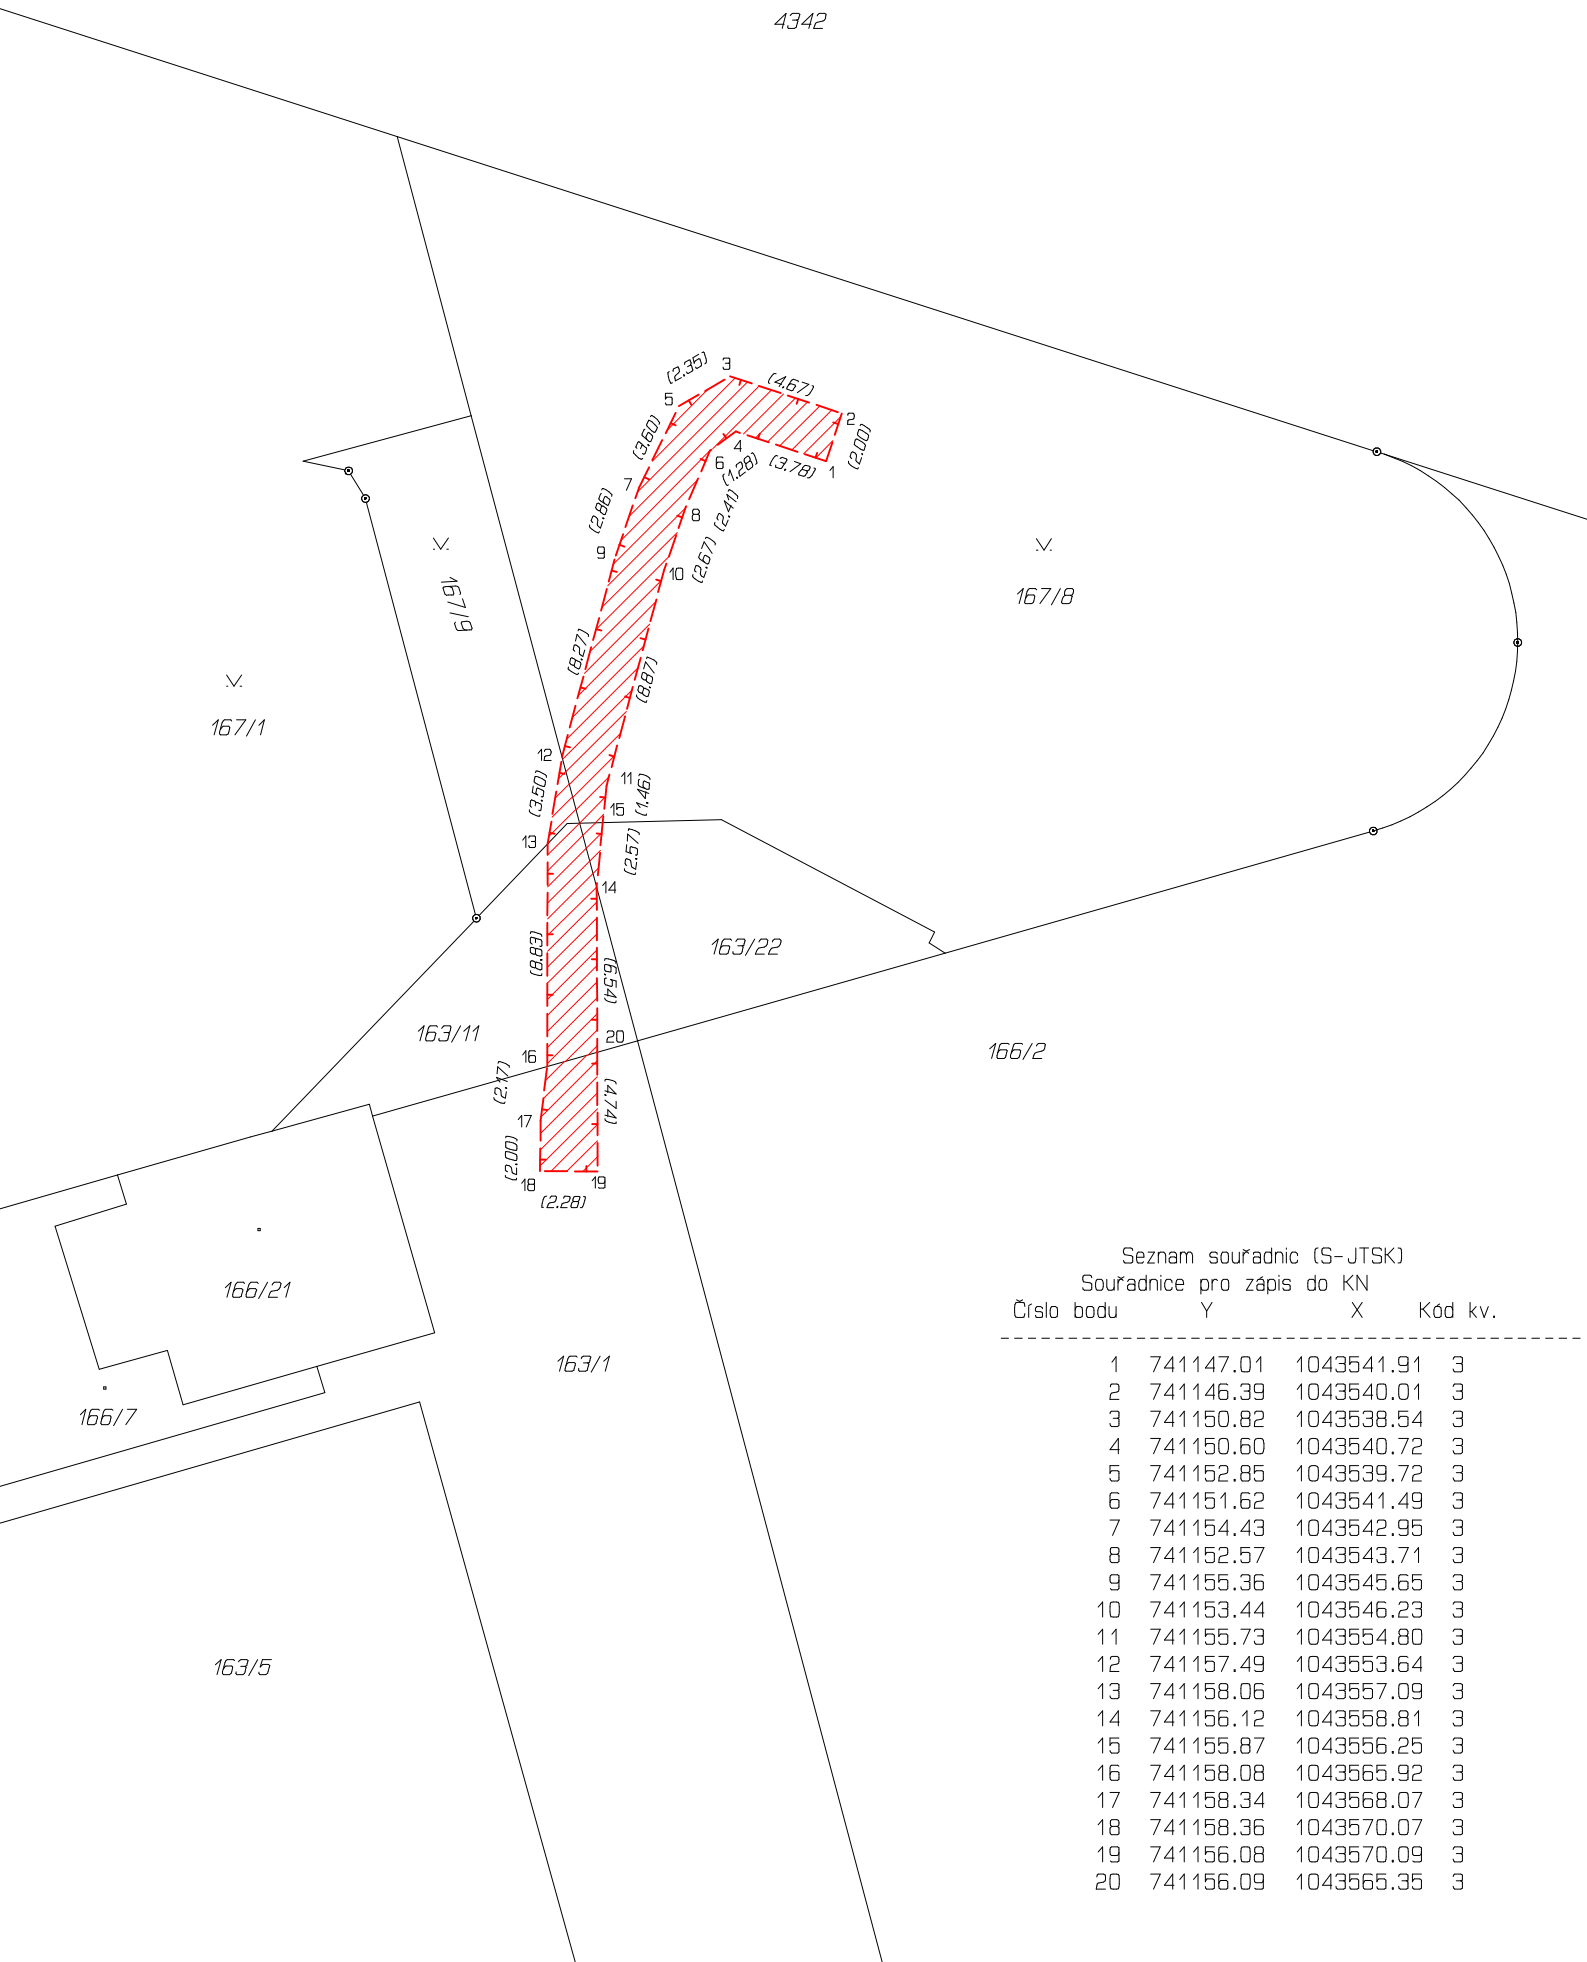 4342
3
(2.35)
(4.67)
5
2
4
(3.60)
(2.00)
6
(1.28)
(3.78)
1
7
(2.86)
8
(2.41)
9
10
(2.67)
167/9
167/8
(8.27)
(8.87)
167/1
12
11
(3.50)
15
(1.46)
13
(2.57)
14
(8.83)
163/22
(6.54)
163/11
20
16
166/2
(2.17)
17
(4.74)
(2.00)
18
19
(2.28)
166/21
163/1
166/7
163/5
Seznam souřadnic (S-JTSK)
Souřadnice pro zápis do KN
Číslo bodu Y X Kód kv.
1 741147.01 1043541.91 3
2 741146.39 1043540.01 3
3 741150.82 1043538.54 3
4 741150.60 1043540.72 3
5 741152.85 1043539.72 3
6 741151.62 1043541.49 3
7 741154.43 1043542.95 3
8 741152.57 1043543.71 3
9 741155.36 1043545.65 3
10 741153.44 1043546.23 3
11 741155.73 1043554.80 3
12 741157.49 1043553.64 3
13 741158.06 1043557.09 3
14 741156.12 1043558.81 3
15 741155.87 1043556.25 3
16 741158.08 1043565.92 3
17 741158.34 1043568.07 3
18 741158.36 1043570.07 3
19 741156.08 1043570.09 3
20 741156.09 1043565.35 3